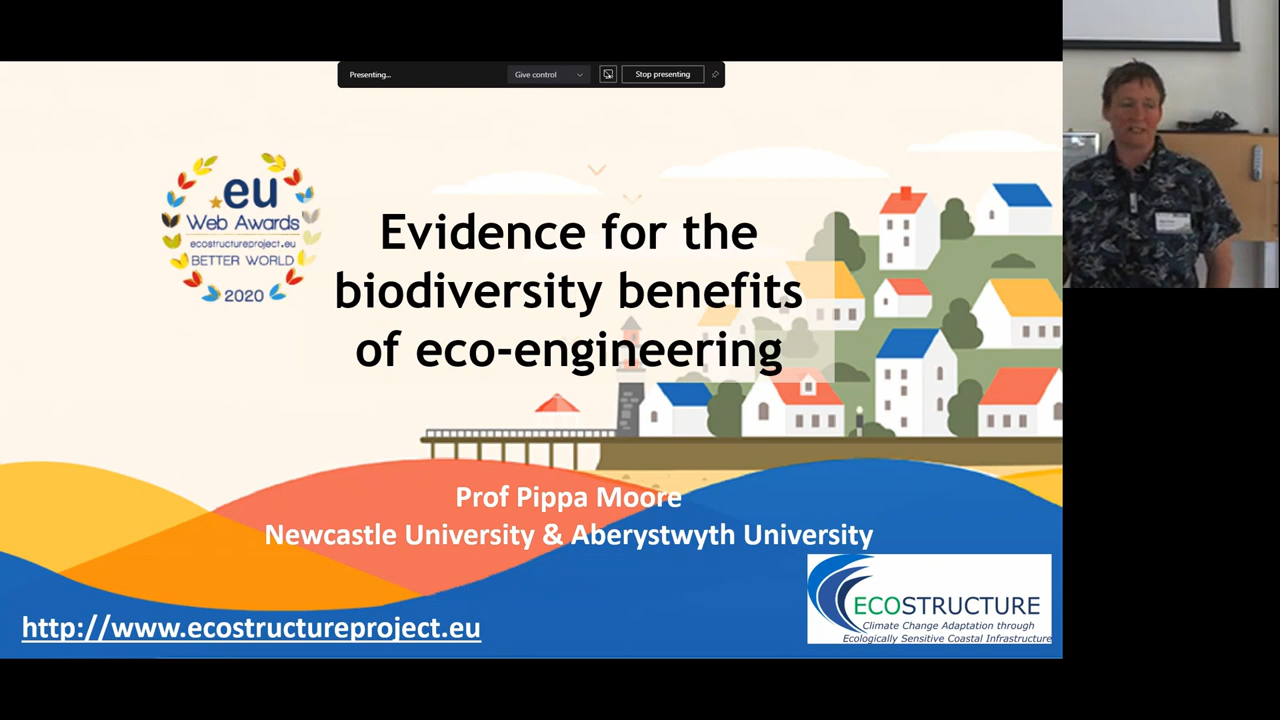 Presenting...
Give control
Stop presenting
.eu
Web Awards
ecostructureproject.eu
BETTER WORLD
2020
Evidence for the
biodiversity benefits
of eco-engineering
Prof Pippa Moore
Newcastle University & Aberystwyth University
http://www.ecostructureproject.eu
ECOSTRUCTURE
Climate Change Adaptation through
Ecologically Sensitive Coastal Infrastructure